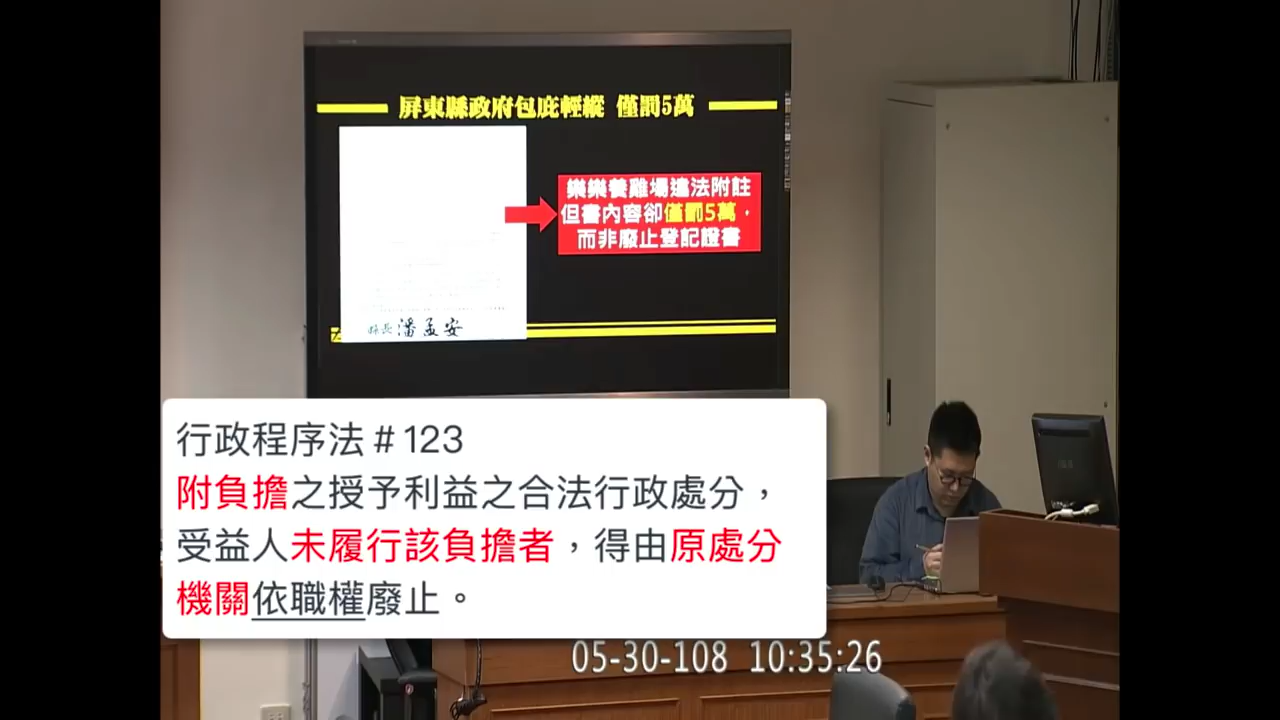 屏東縣政府包庇輕縱 僅罰5萬
樂樂養雞場違法附註
但書內容卻僅罰5萬，
而非廢止登記證書
縣長 潘孟安
行政程序法#123
附負擔之授予利益之合法行政處分，
受益人未履行該負擔者，得由原處分
機關依職權廢止。
05-30-108 10:35:26